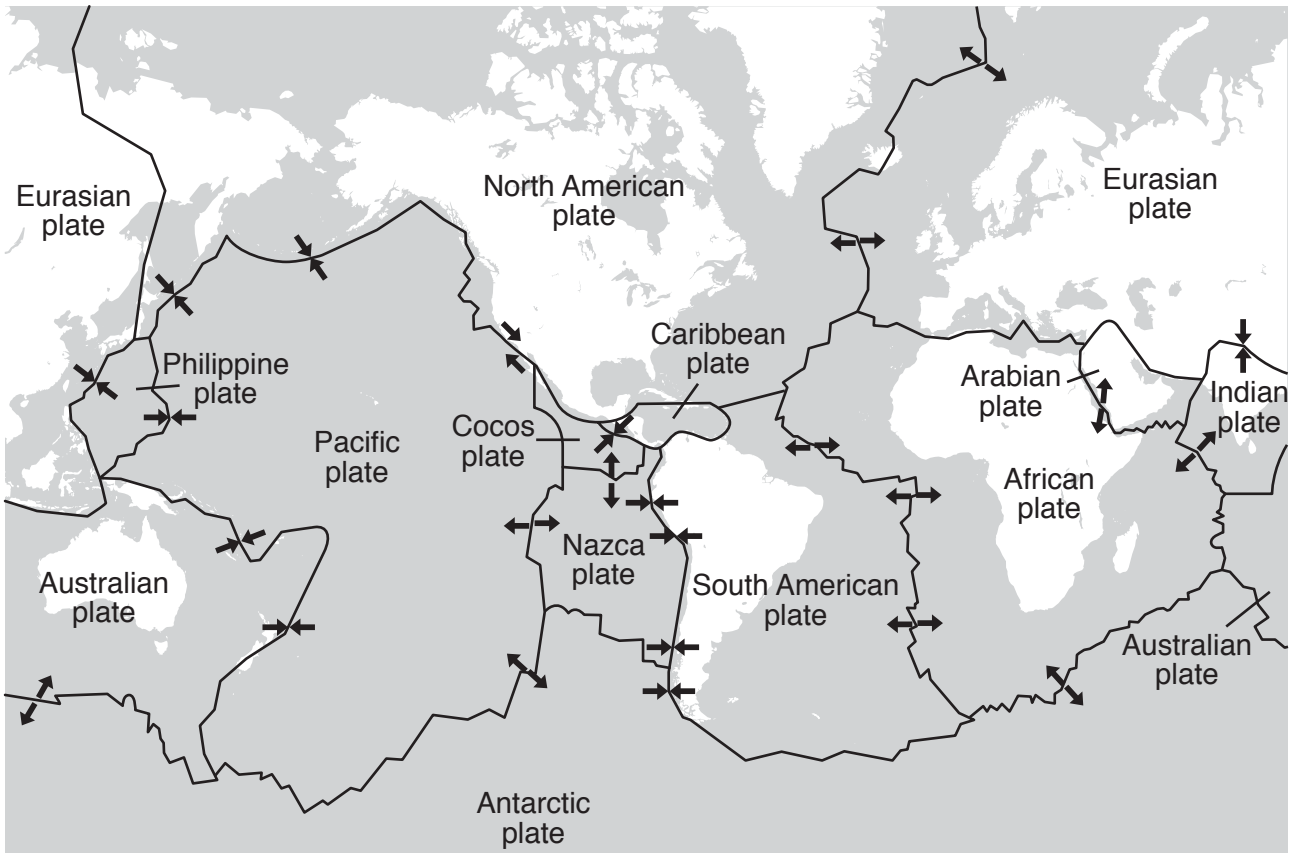 Eurasian
plate
North American
plate
Eurasian
plate
Caribbean
plate
Philippine
plate
Arabian
plate
Indian
plate
Cocos
plate
Pacific
plate
African
plate
Nazca
plate
Australian
plate
South American
plate
Australian
plate
Antarctic
plate